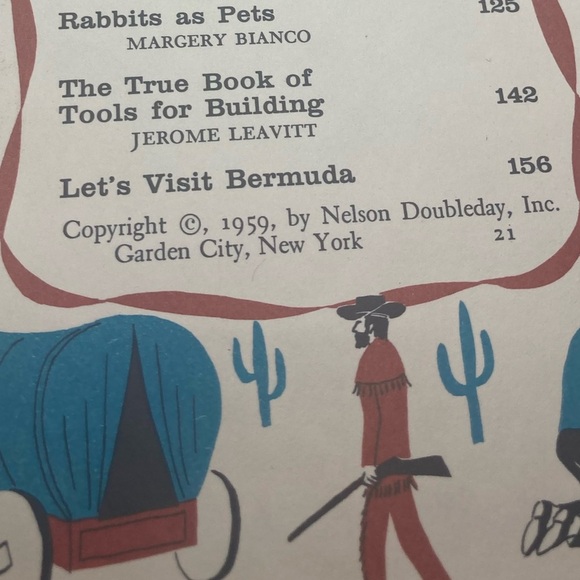 Rabbits as Pets 125
MARGERY BIANCO
The True Book of
Tools for Building 142
JEROME LEAVITT
Let's Visit Bermuda 156
Copyright ©, 1959, by Nelson Doubleday, Inc.
Garden City, New York 21